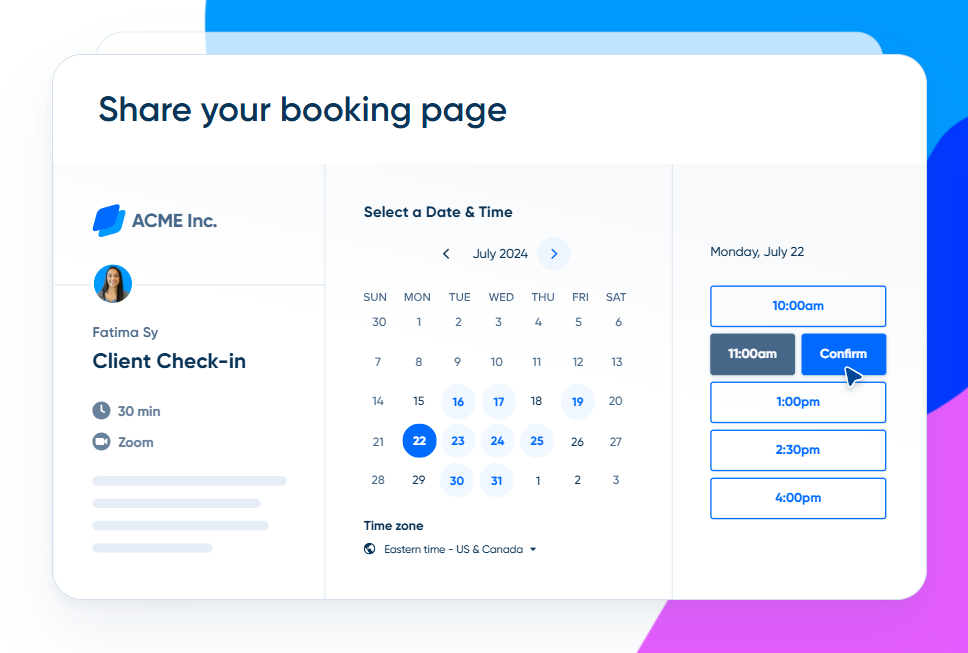 Share your booking page
ACME Inc.
Fatima Sy
Client Check-in
30 min
Zoom
Select a Date & Time
July 2024
SUN MON TUE WED THU FRI SAT
30 1 2 3 4 5 6
7 8 9 10 11 12 13
14 15 16 17 18 19 20
21 22 23 24 25 26 27
28 29 30 31 1 2 3
Time zone
Eastern time - US & Canada
Monday, July 22
10:00am
11:00am Confirm
1:00pm
2:30pm
4:00pm